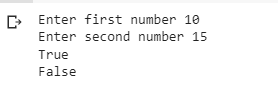 Enter first number 10
Enter second number 15
True
False